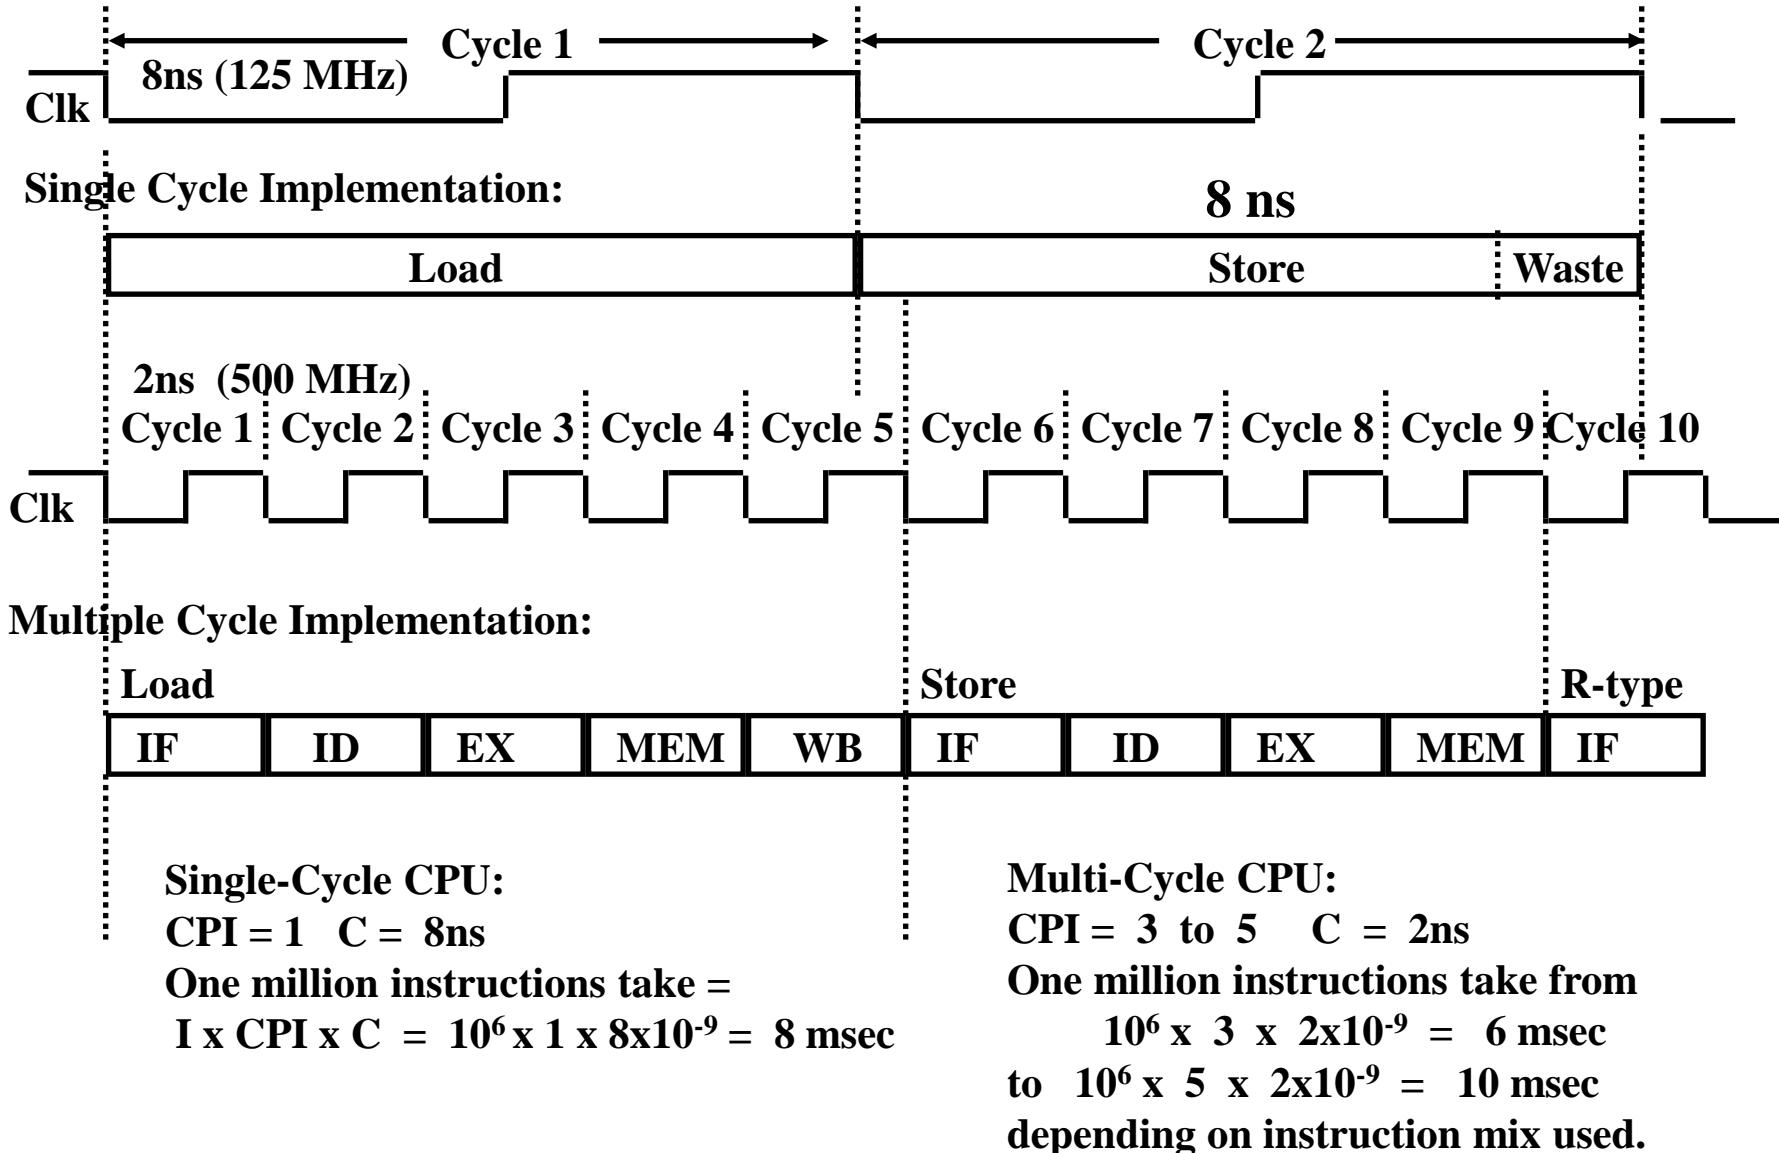 Cycle 1 Cycle 2
8ns (125 MHz)
Clk
Single Cycle Implementation:
8 ns
Load Store Waste
2ns (500 MHz)
Cycle 1 Cycle 2 Cycle 3 Cycle 4 Cycle 5 Cycle 6 Cycle 7 Cycle 8 Cycle 9 Cycle 10
Clk
Multiple Cycle Implementation:
Load Store R-type
IF ID EX MEM WB IF ID EX MEM IF
Single-Cycle CPU:
CPI = 1 C = 8ns
One million instructions take =
I x CPI x C = 10⁶ x 1 x 8x10⁻⁹ = 8 msec
Multi-Cycle CPU:
CPI = 3 to 5 C = 2ns
One million instructions take from
10⁶ x 3 x 2x10⁻⁹ = 6 msec
to 10⁶ x 5 x 2x10⁻⁹ = 10 msec
depending on instruction mix used.